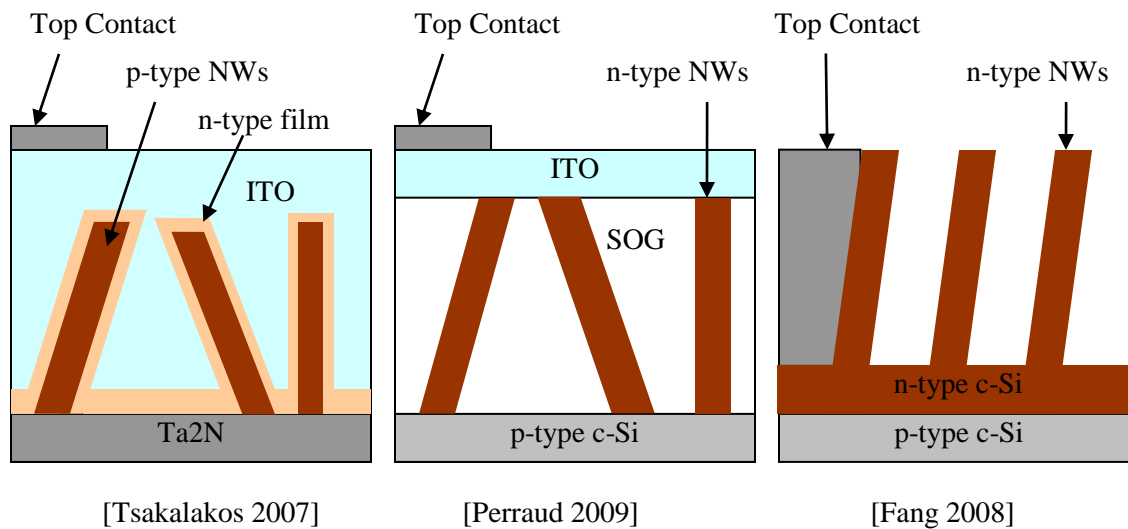 Top Contact
p-type NWs
n-type film
ITO
Ta2N
[Tsakalakos 2007]
Top Contact
n-type NWs
ITO
SOG
p-type c-Si
[Perraud 2009]
Top Contact
n-type NWs
n-type c-Si
p-type c-Si
[Fang 2008]